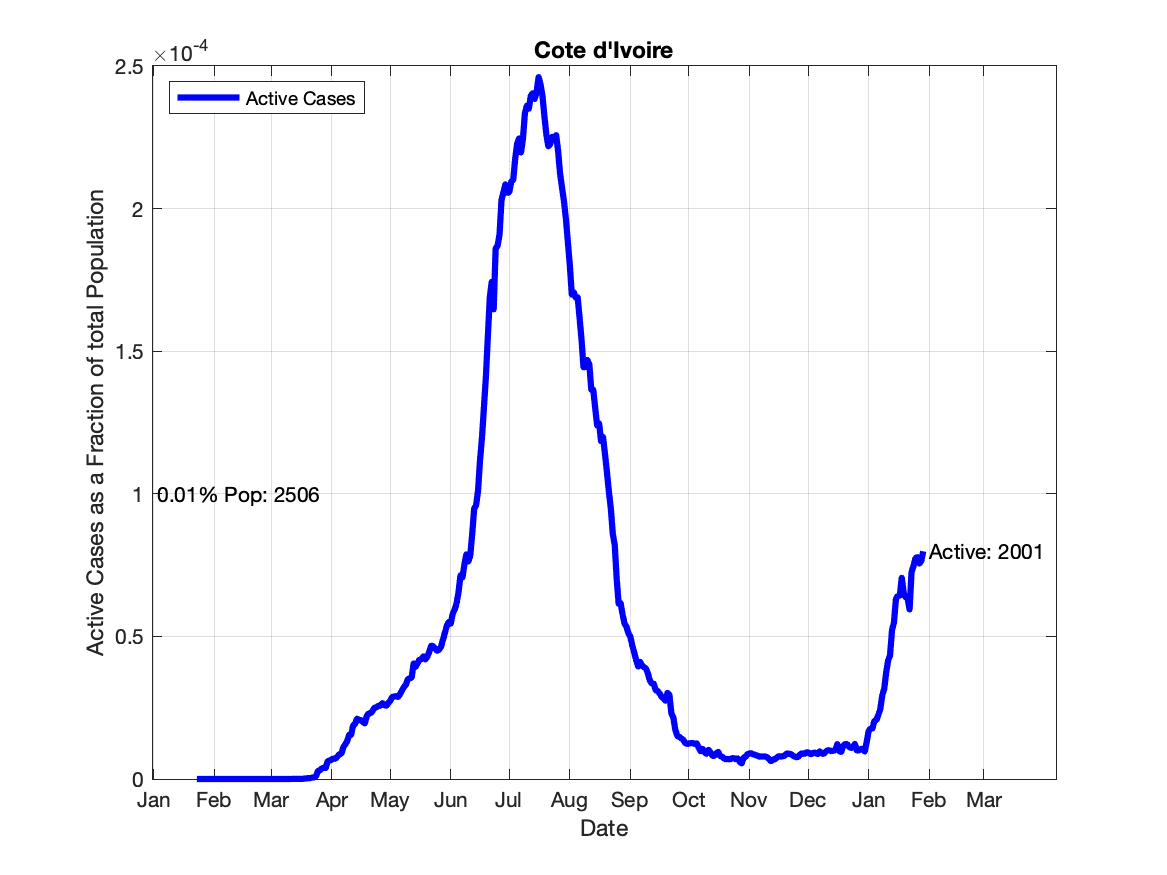 Cote d'Ivoire
×10-4
2.5
2
1.5
1
0.5
0
Active Cases
0.01% Pop: 2506
Active: 2001
Active Cases as a Fraction of total Population
Jan Feb Mar Apr May Jun Jul Aug Sep Oct Nov Dec Jan Feb Mar
Date